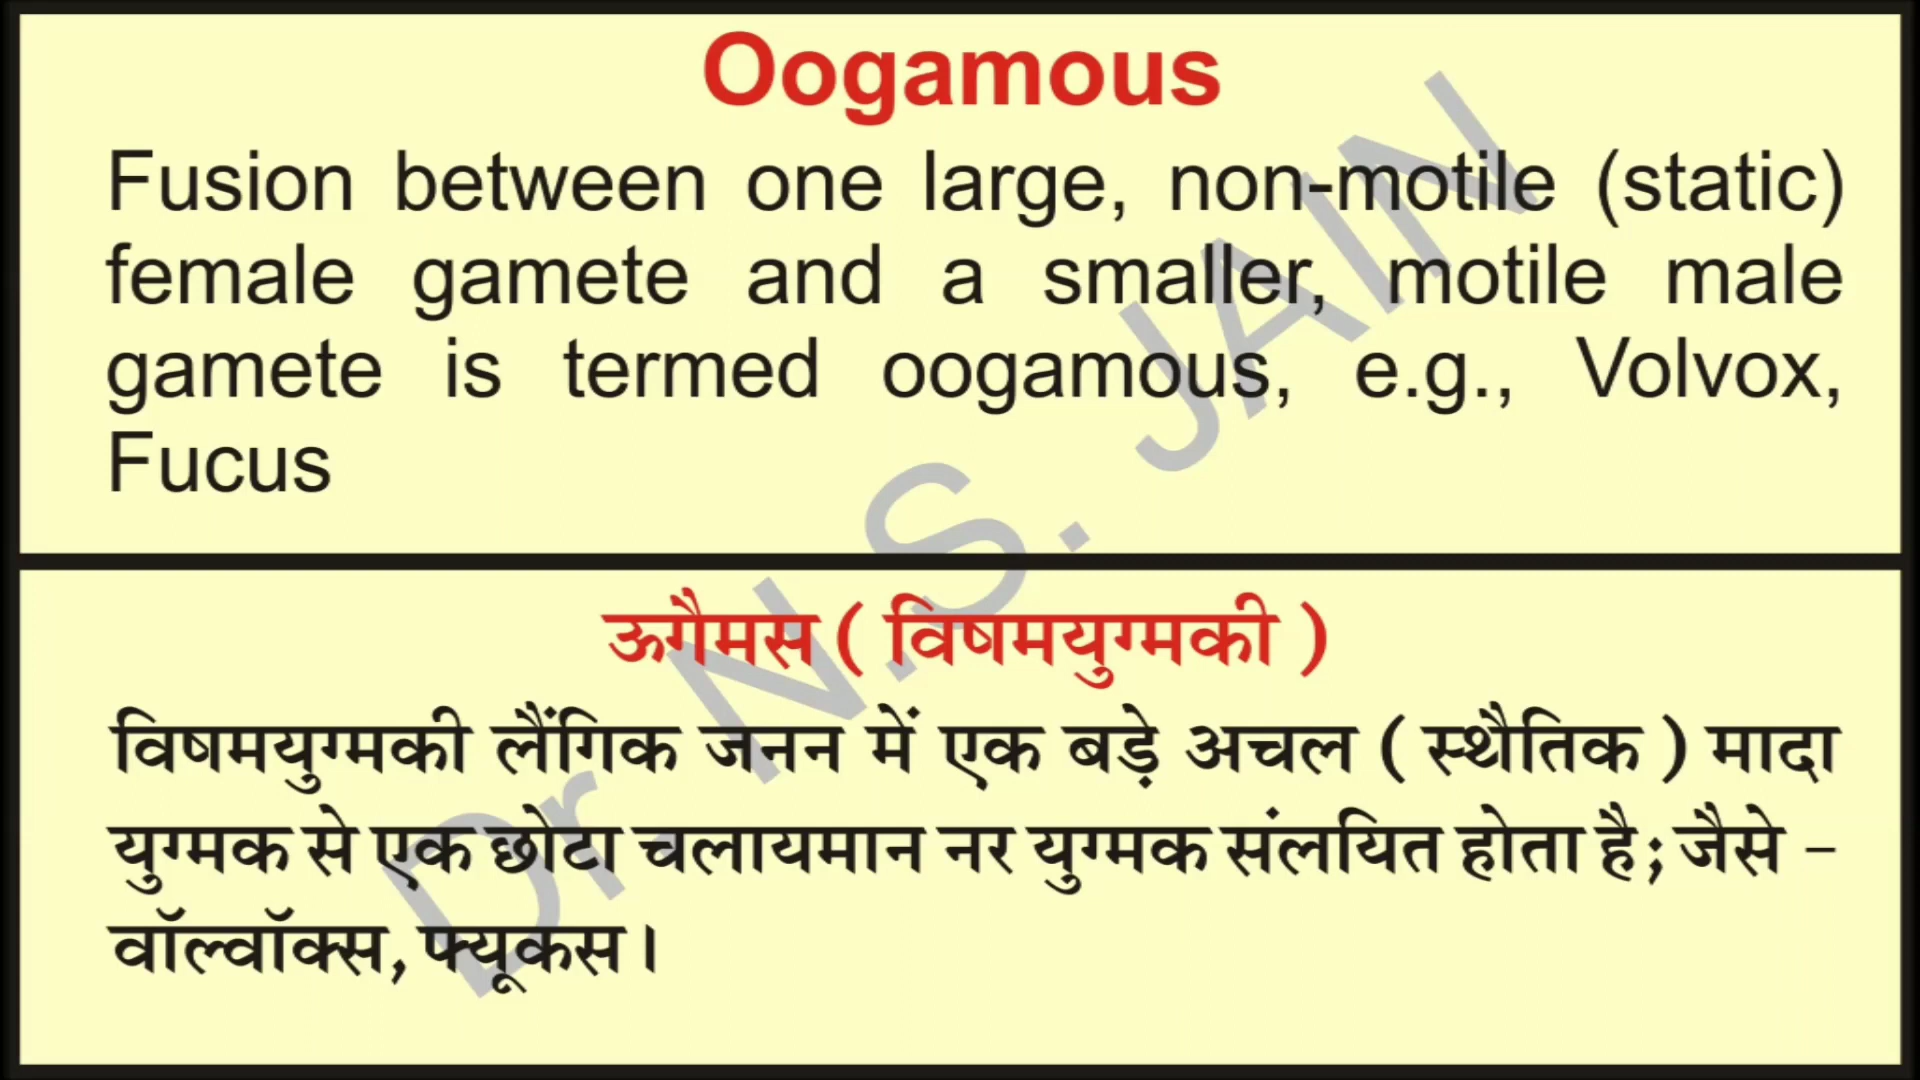 Oogamous
Fusion between one large, non-motile (static)
female gamete and a smaller, motile male
gamete is termed oogamous, e.g., Volvox,
Fucus
ऊगैमस ( विषमयुग्मकी )
विषमयुग्मकी लैंगिक जनन में एक बड़े अचल ( स्थैतिक ) मादा
युग्मक से एक छोटा चलायमान नर युग्मक संलयित होता है; जैसे –
वॉल्वॉक्स, फ्यूकस।
Dr. N.S. JAIN